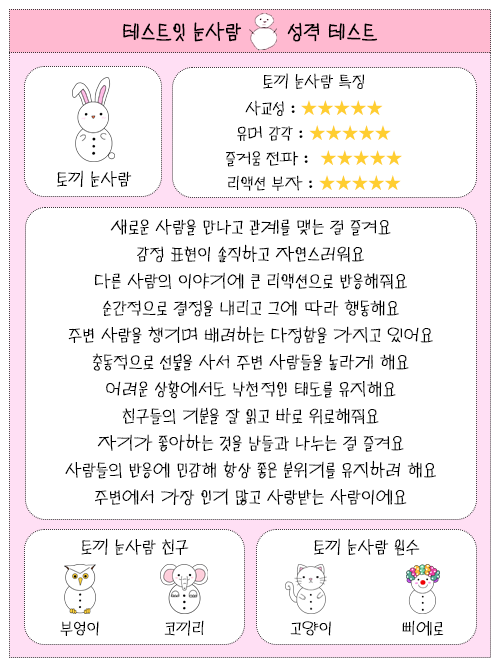 테스트잇 눈사람 성격 테스트
토끼 눈사람
토끼 눈사람 특징
사교성 : ★★★★★
유머 감각 : ★★★★★
즐거움 전파 : ★★★★★
리액션 부자 : ★★★★★
새로운 사람을 만나고 관계를 맺는 걸 즐겨요
감정 표현이 솔직하고 자연스러워요
다른 사람의 이야기에 큰 리액션으로 반응해줘요
순간적으로 결정을 내리고 그에 따라 행동해요
주변 사람을 챙기며 배려하는 다정함을 가지고 있어요
충동적으로 선물을 사서 주변 사람들을 놀라게 해요
어려운 상황에서도 낙천적인 태도를 유지해요
친구들의 기분을 잘 읽고 바로 위로해줘요
자기가 좋아하는 것을 남들과 나누는 걸 즐겨요
사람들의 반응에 민감해 항상 좋은 분위기를 유지하려 해요
주변에서 가장 인기 많고 사랑받는 사람이에요
토끼 눈사람 친구
부엉이
코끼리
토끼 눈사람 원수
고양이
삐에로